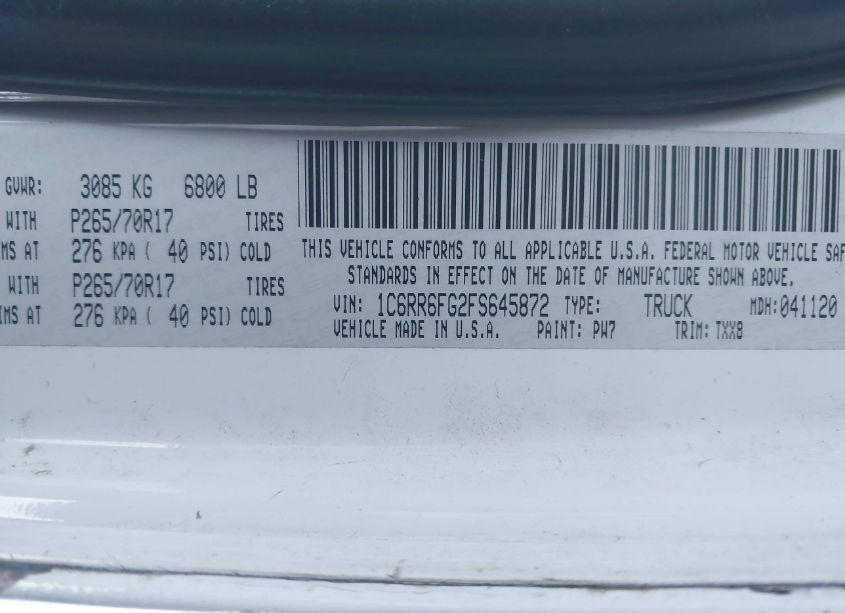 GVWR: 3085 KG 6800 LB
WITH P265/70R17 TIRES
MS AT 276 KPA ( 40 PSI) COLD
WITH P265/70R17 TIRES
IMS AT 276 KPA ( 40 PSI) COLD
THIS VEHICLE CONFORMS TO ALL APPLICABLE U.S.A. FEDERAL MOTOR VEHICLE SAF
STANDARDS IN EFFECT ON THE DATE OF MANUFACTURE SHOWN ABOVE.
VIN: 1C6RR6FG2FS645872 TYPE: TRUCK MDH:041120
VEHICLE MADE IN U.S.A. PAINT: PW7 TRIM: TXX8